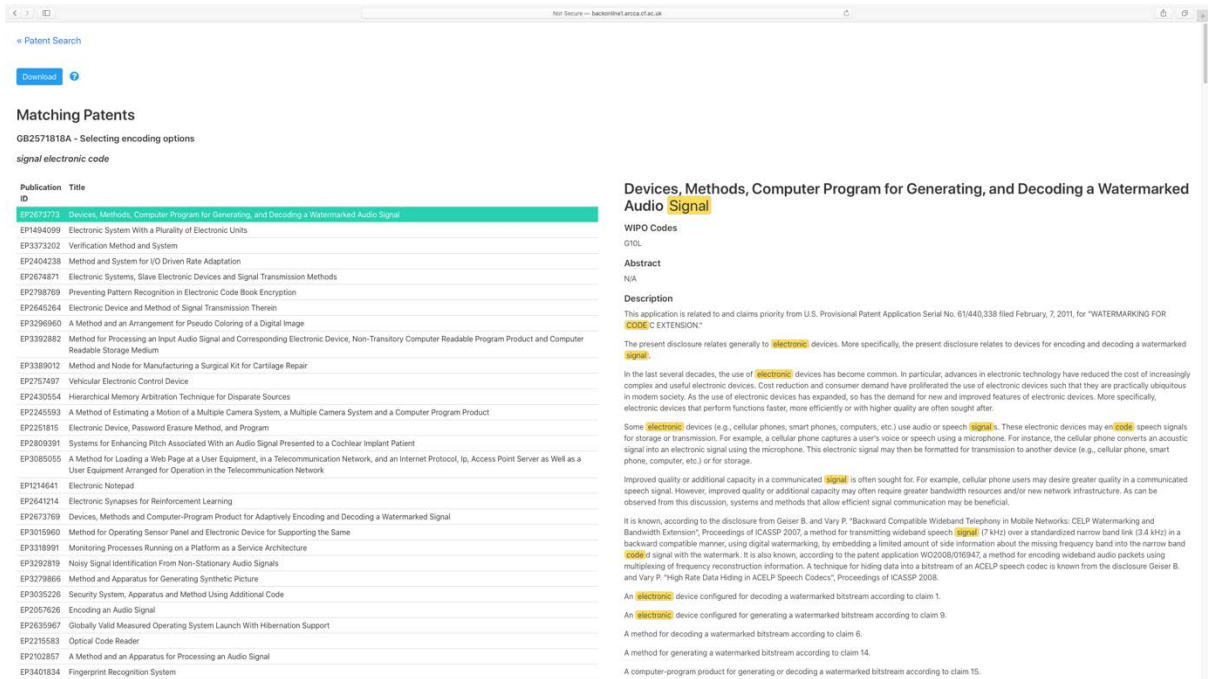 Not Secure — backonline1.arcca.cf.ac.uk
« Patent Search
Download
?
Matching Patents
GB2571818A - Selecting encoding options
signal electronic code
Publication ID Title
EP2673773 Devices, Methods, Computer Program for Generating, and Decoding a Watermarked Audio Signal
EP1494099 Electronic System With a Plurality of Electronic Units
EP3373202 Verification Method and System
EP2404238 Method and System for I/O Driven Rate Adaptation
EP2674871 Electronic Systems, Slave Electronic Devices and Signal Transmission Methods
EP2798769 Preventing Pattern Recognition in Electronic Code Book Encryption
EP2645264 Electronic Device and Method of Signal Transmission Therein
EP3296960 A Method and an Arrangement for Pseudo Coloring of a Digital Image
EP3392882 Method for Processing an Input Audio Signal and Corresponding Electronic Device, Non-Transitory Computer Readable Program Product and Computer
Readable Storage Medium
EP3389012 Method and Node for Manufacturing a Surgical Kit for Cartilage Repair
EP2757497 Vehicular Electronic Control Device
EP2430554 Hierarchical Memory Arbitration Technique for Disparate Sources
EP2245593 A Method of Estimating a Motion of a Multiple Camera System, a Multiple Camera System and a Computer Program Product
EP2251815 Electronic Device, Password Erasure Method, and Program
EP2809391 Systems for Enhancing Pitch Associated With an Audio Signal Presented to a Cochlear Implant Patient
EP3085055 A Method for Loading a Web Page at a User Equipment, in a Telecommunication Network, and an Internet Protocol, Ip, Access Point Server as Well as a
User Equipment Arranged for Operation in the Telecommunication Network
EP1214641 Electronic Notepad
EP2641214 Electronic Synapses for Reinforcement Learning
EP2673769 Devices, Methods and Computer-Program Product for Adaptively Encoding and Decoding a Watermarked Signal
EP3015960 Method for Operating Sensor Panel and Electronic Device for Supporting the Same
EP3318991 Monitoring Processes Running on a Platform as a Service Architecture
EP3292819 Noisy Signal Identification From Non-Stationary Audio Signals
EP3279866 Method and Apparatus for Generating Synthetic Picture
EP3035226 Security System, Apparatus and Method Using Additional Code
EP2057626 Encoding an Audio Signal
EP2635967 Globally Valid Measured Operating System Launch With Hibernation Support
EP2215583 Optical Code Reader
EP2102857 A Method and an Apparatus for Processing an Audio Signal
EP3401834 Fingerprint Recognition System
Devices, Methods, Computer Program for Generating, and Decoding a Watermarked
Audio Signal
WIPO Codes
G10L
Abstract
N/A
Description
This application is related to and claims priority from U.S. Provisional Patent Application Serial No. 61/440,338 filed February, 7, 2011, for "WATERMARKING FOR
CODEC EXTENSION."
The present disclosure relates generally to electronic devices. More specifically, the present disclosure relates to devices for encoding and decoding a watermarked
signal.
In the last several decades, the use of electronic devices has become common. In particular, advances in electronic technology have reduced the cost of increasingly
complex and useful electronic devices. Cost reduction and consumer demand have proliferated the use of electronic devices such that they are practically ubiquitous
in modern society. As the use of electronic devices has expanded, so has the demand for new and improved features of electronic devices. More specifically,
electronic devices that perform functions faster, more efficiently or with higher quality are often sought after.
Some electronic devices (e.g., cellular phones, smart phones, computers, etc.) use audio or speech signals. These electronic devices may encode speech signals
for storage or transmission. For example, a cellular phone captures a user's voice or speech using a microphone. For instance, the cellular phone converts an acoustic
signal into an electronic signal using the microphone. This electronic signal may then be formatted for transmission to another device (e.g., cellular phone, smart
phone, computer, etc.) or for storage.
Improved quality or additional capacity in a communicated signal is often sought for. For example, cellular phone users may desire greater quality in a communicated
speech signal. However, improved quality or additional capacity may often require greater bandwidth resources and/or new network infrastructure. As can be
observed from this discussion, systems and methods that allow efficient signal communication may be beneficial.
It is known, according to the disclosure from Geiser B. and Vary P. "Backward Compatible Wideband Telephony in Mobile Networks: CELP Watermarking and
Bandwidth Extension", Proceedings of ICASSP 2007, a method for transmitting wideband speech signal (7 kHz) over a standardized narrow band link (3.4 kHz) in a
backward compatible manner, using digital watermarking, by embedding a limited amount of side information about the missing frequency band into the narrow band
coded signal with the watermark. It is also known, according to the patent application WO2008/016947, a method for encoding wideband audio packets using
multiplexing of frequency reconstruction information. A technique for hiding data into a bitstream of an ACELP speech codec is known from the disclosure Geiser B.
and Vary P. "High Rate Data Hiding in ACELP Speech Codecs", Proceedings of ICASSP 2008.
An electronic device configured for decoding a watermarked bitstream according to claim 1.
An electronic device configured for generating a watermarked bitstream according to claim 9.
A method for decoding a watermarked bitstream according to claim 6.
A method for generating a watermarked bitstream according to claim 14.
A computer-program product for generating or decoding a watermarked bitstream according to claim 15.